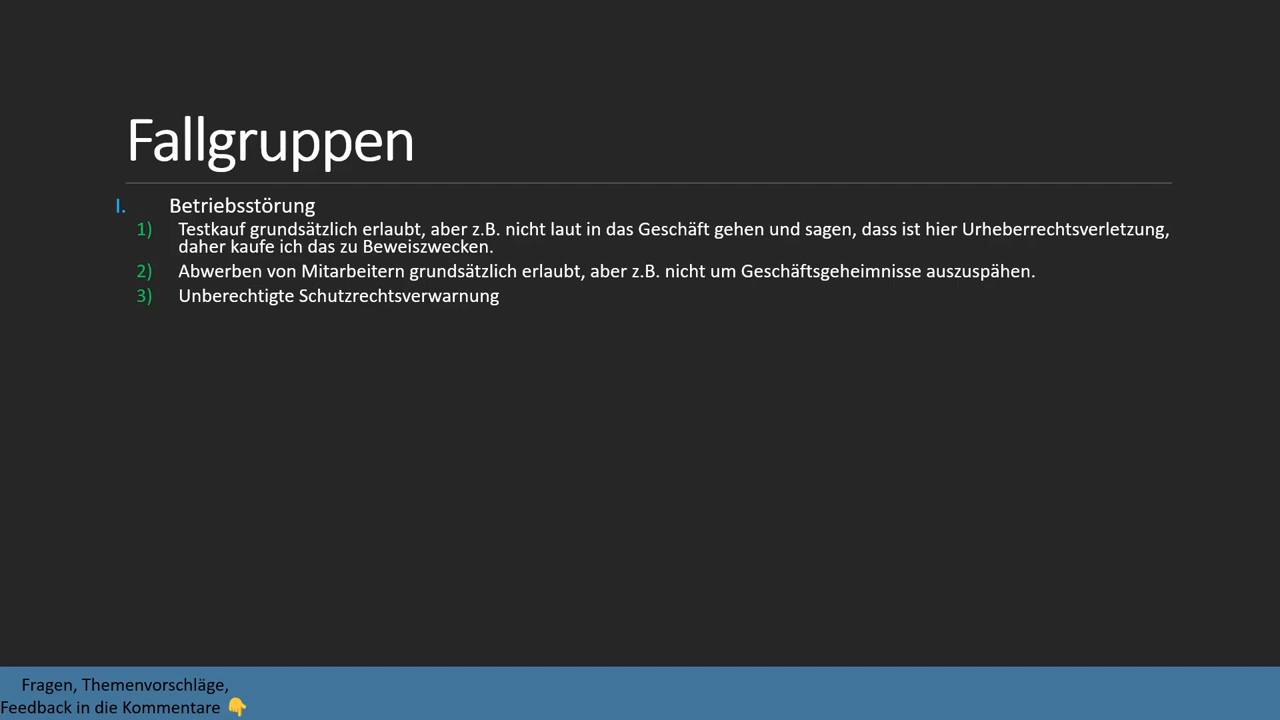 Fallgruppen
I. Betriebsstörung
1) Testkauf grundsätzlich erlaubt, aber z.B. nicht laut in das Geschäft gehen und sagen, dass ist hier Urheberrechtsverletzung,
daher kaufe ich das zu Beweiszwecken.
2) Abwerben von Mitarbeitern grundsätzlich erlaubt, aber z.B. nicht um Geschäftsgeheimnisse auszuspähen.
3) Unberechtigte Schutzrechtsverwarnung
Fragen, Themenvorschläge,
Feedback in die Kommentare 👇